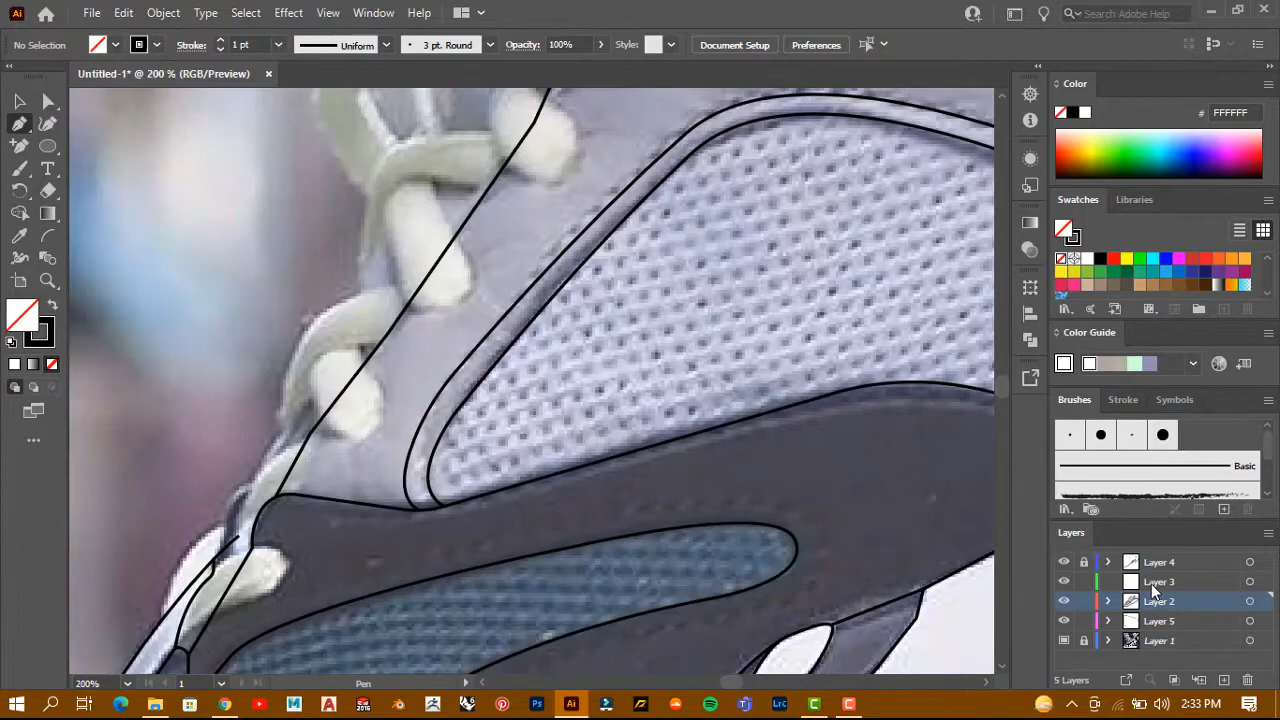 Ai File Edit Object Type Select Effect View Window Help Search Adobe Help
No Selection Stroke: 1 pt Uniform 3 pt. Round Opacity: 100% Style: Document Setup Preferences
Untitled-1* @ 200 % (RGB/Preview)
Color
# FFFFFF
Swatches Libraries
Color Guide
Brushes Stroke Symbols
Basic
Layers
Layer 4
Layer 3
Layer 2
Layer 5
Layer 1
5 Layers
200% 1 Pen
2:33 PM